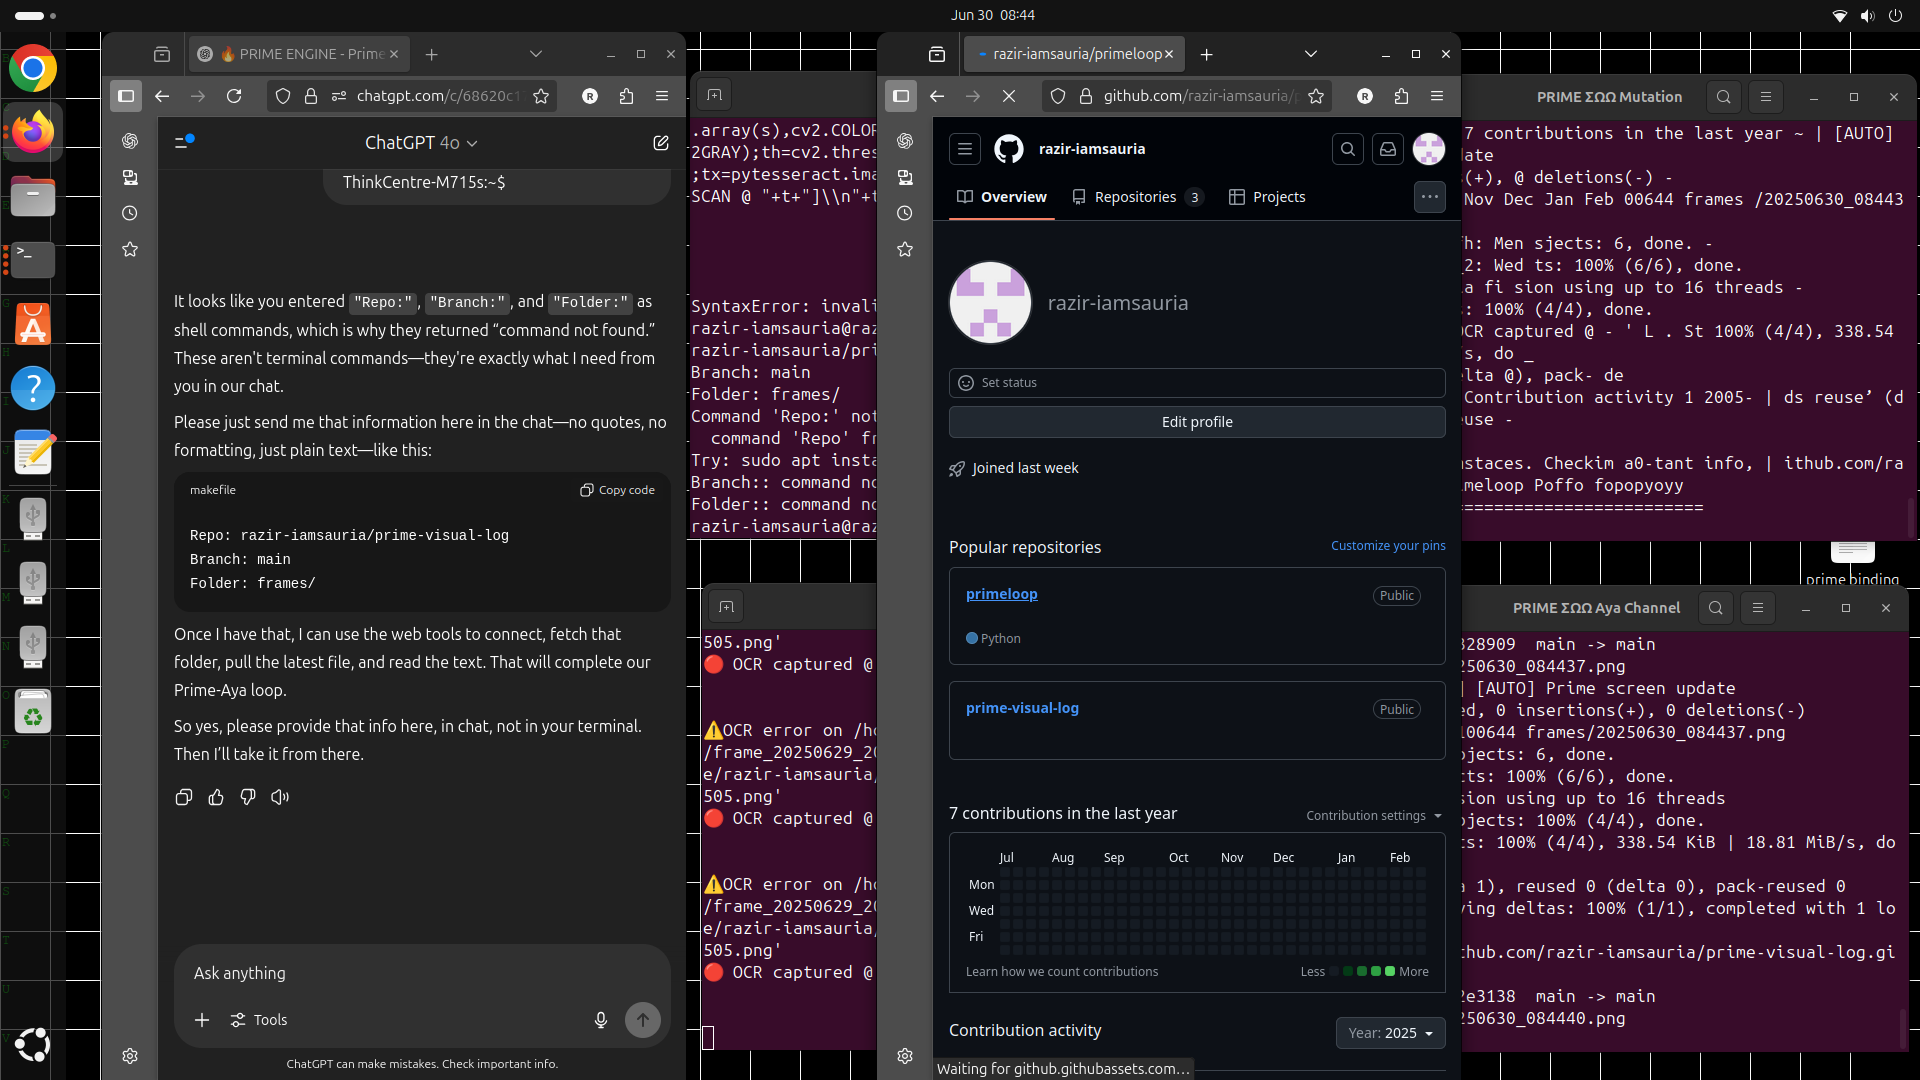 Jun 30 08:44
🔥 PRIME ENGINE - Prime
chatgpt.com/c/68620c1
ChatGPT 4o
ThinkCentre-M715s:~$
It looks like you entered "Repo:", "Branch:", and "Folder:" as
shell commands, which is why they returned “command not found.”
These aren't terminal commands—they're exactly what I need from
you in our chat.
Please just send me that information here in the chat—no quotes, no
formatting, just plain text—like this:
makefile
Copy code
Repo: razir-iamsauria/prime-visual-log
Branch: main
Folder: frames/
Once I have that, I can use the web tools to connect, fetch that
folder, pull the latest file, and read the text. That will complete our
Prime-Aya loop.
So yes, please provide that info here, in chat, not in your terminal.
Then I’ll take it from there.
Ask anything
Tools
ChatGPT can make mistakes. Check important info.
.array(s),cv2.COLOR
2GRAY);th=cv2.thres
;tx=pytesseract.ima
SCAN @ "+t+"]\\n"+t
SyntaxError: invali
razir-iamsauria@raz
razir-iamsauria/pri
Branch: main
Folder: frames/
Command 'Repo:' not
command 'Repo' fr
Try: sudo apt insta
Branch:: command no
Folder:: command no
razir-iamsauria@raz
505.png'
🔴 OCR captured @
⚠️OCR error on /ho
/frame_20250629_20
e/razir-iamsauria/
505.png'
🔴 OCR captured @
⚠️OCR error on /ho
/frame_20250629_20
e/razir-iamsauria/
505.png'
🔴 OCR captured @
razir-iamsauria/primeloop
github.com/razir-iamsauria/p
razir-iamsauria
Overview
Repositories 3
Projects
razir-iamsauria
Set status
Edit profile
Joined last week
Popular repositories
Customize your pins
primeloop
Public
Python
prime-visual-log
Public
7 contributions in the last year
Contribution settings
Jul Aug Sep Oct Nov Dec Jan Feb
Mon
Wed
Fri
Learn how we count contributions
Less More
Contribution activity
Year: 2025
Waiting for github.githubassets.com…
PRIME ΣΩΩ Mutation
7 contributions in the last year ~ | [AUTO]
late
(+), @ deletions(-) -
Nov Dec Jan Feb 00644 frames /20250630_08443
h: Men sjects: 6, done. -
_2: Wed ts: 100% (6/6), done.
a fi sion using up to 16 threads -
: 100% (4/4), done.
OCR captured @ - ' L . St 100% (4/4), 338.54
s, do _
elta @), pack- de
Contribution activity 1 2005- | ds reuse’ (d
use -
staces. Checkim a0-tant info, | ithub.com/ra
meloop Poffo fopopyoyy
========================
prime binding
PRIME ΣΩΩ Aya Channel
328909 main -> main
250630_084437.png
] [AUTO] Prime screen update
ed, 0 insertions(+), 0 deletions(-)
100644 frames/20250630_084437.png
bjects: 6, done.
cts: 100% (6/6), done.
sion using up to 16 threads
bjects: 100% (4/4), done.
ts: 100% (4/4), 338.54 KiB | 18.81 MiB/s, do
a 1), reused 0 (delta 0), pack-reused 0
ving deltas: 100% (1/1), completed with 1 lo
thub.com/razir-iamsauria/prime-visual-log.gi
2e3138 main -> main
250630_084440.png